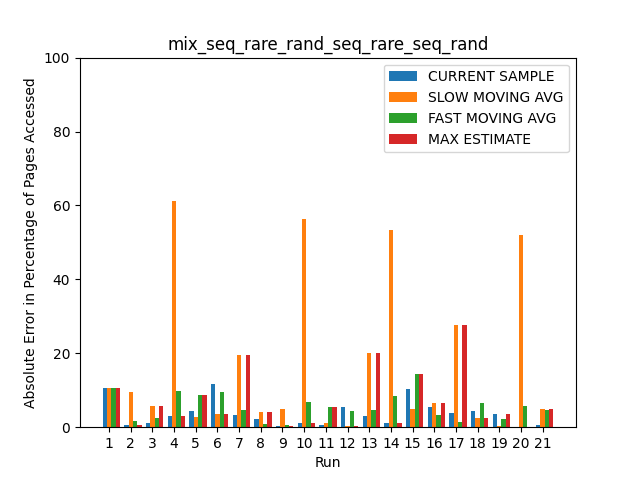 mix_seq_rare_rand_seq_rare_seq_rand
CURRENT SAMPLE
SLOW MOVING AVG
FAST MOVING AVG
MAX ESTIMATE
Absolute Error in Percentage of Pages Accessed
100
80
60
40
20
0
1 2 3 4 5 6 7 8 9 10 11 12 13 14 15 16 17 18 19 20 21
Run